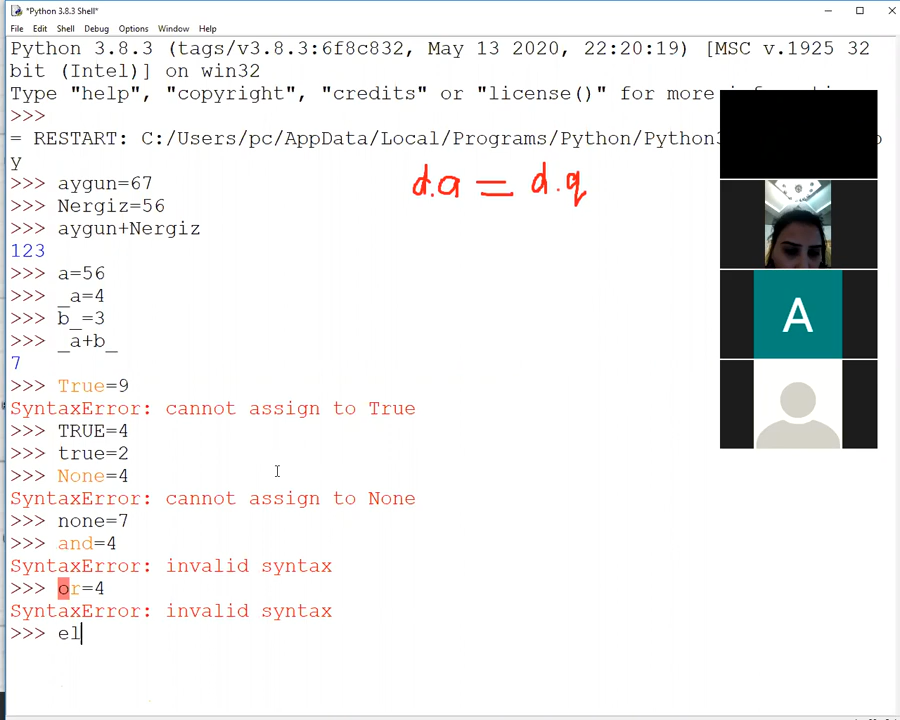 *Python 3.8.3 Shell*
File Edit Shell Debug Options Window Help
Python 3.8.3 (tags/v3.8.3:6f8c832, May 13 2020, 22:20:19) [MSC v.1925 32
bit (Intel)] on win32
Type "help", "copyright", "credits" or "license()" for more
>>>
= RESTART: C:/Users/pc/AppData/Local/Programs/Python/Python3
y
>>> aygun=67
>>> Nergiz=56
>>> aygun+Nergiz
123
>>> a=56
>>> _a=4
>>> b_=3
>>> _a+b_
7
>>> True=9
SyntaxError: cannot assign to True
>>> TRUE=4
>>> true=2
>>> None=4
SyntaxError: cannot assign to None
>>> none=7
>>> and=4
SyntaxError: invalid syntax
>>> or=4
SyntaxError: invalid syntax
>>> el
d.a = d.q
A